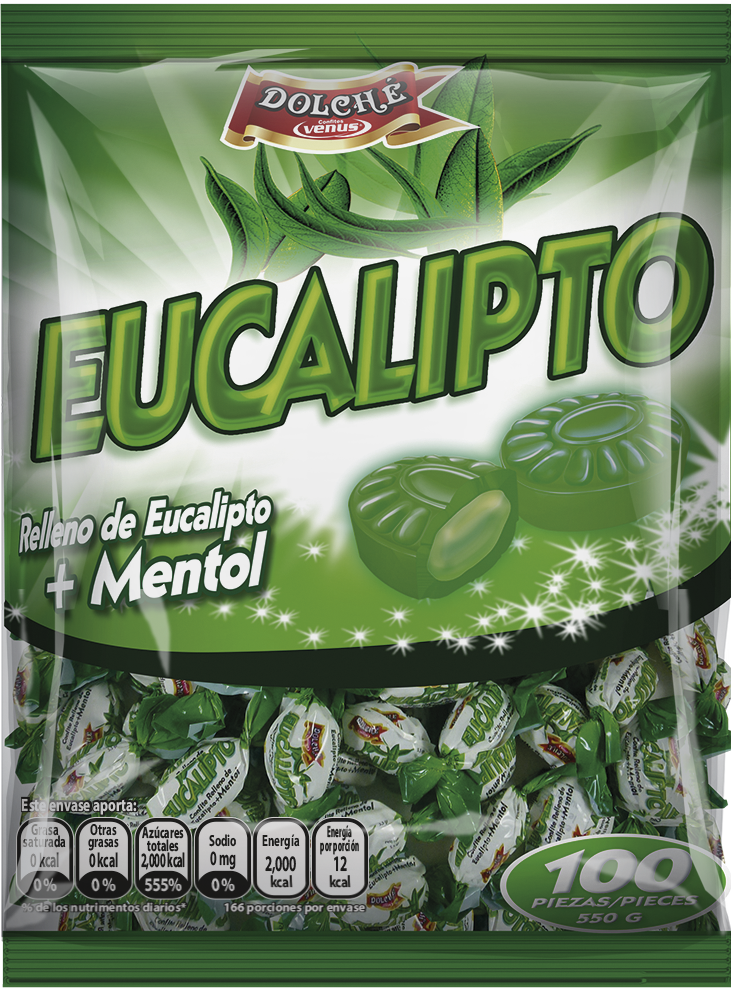 DOLCHÉ
Confites
venus
EUCALIPTO
Relleno de Eucalipto
+ Mentol
Este envase aporta:
Grasa saturada 0 kcal 0%
Otras grasas 0 kcal 0%
Azúcares totales 2,000 kcal 555%
Sodio 0 mg 0%
Energía 2,000 kcal
Energía por porción 12 kcal
% de los nutrimentos diarios* 166 porciones por envase
100
PIEZAS/PIECES
550 G